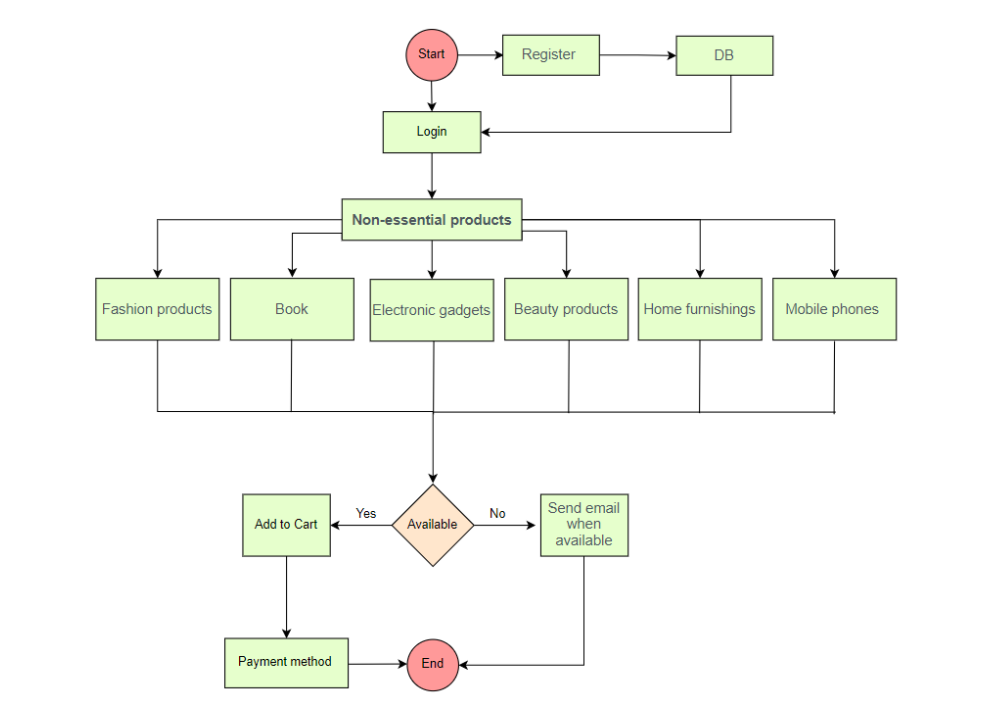 Start
Register
DB
Login
Non-essential products
Fashion products
Book
Electronic gadgets
Beauty products
Home furnishings
Mobile phones
Add to Cart
Yes
Available
No
Send email
when
available
Payment method
End